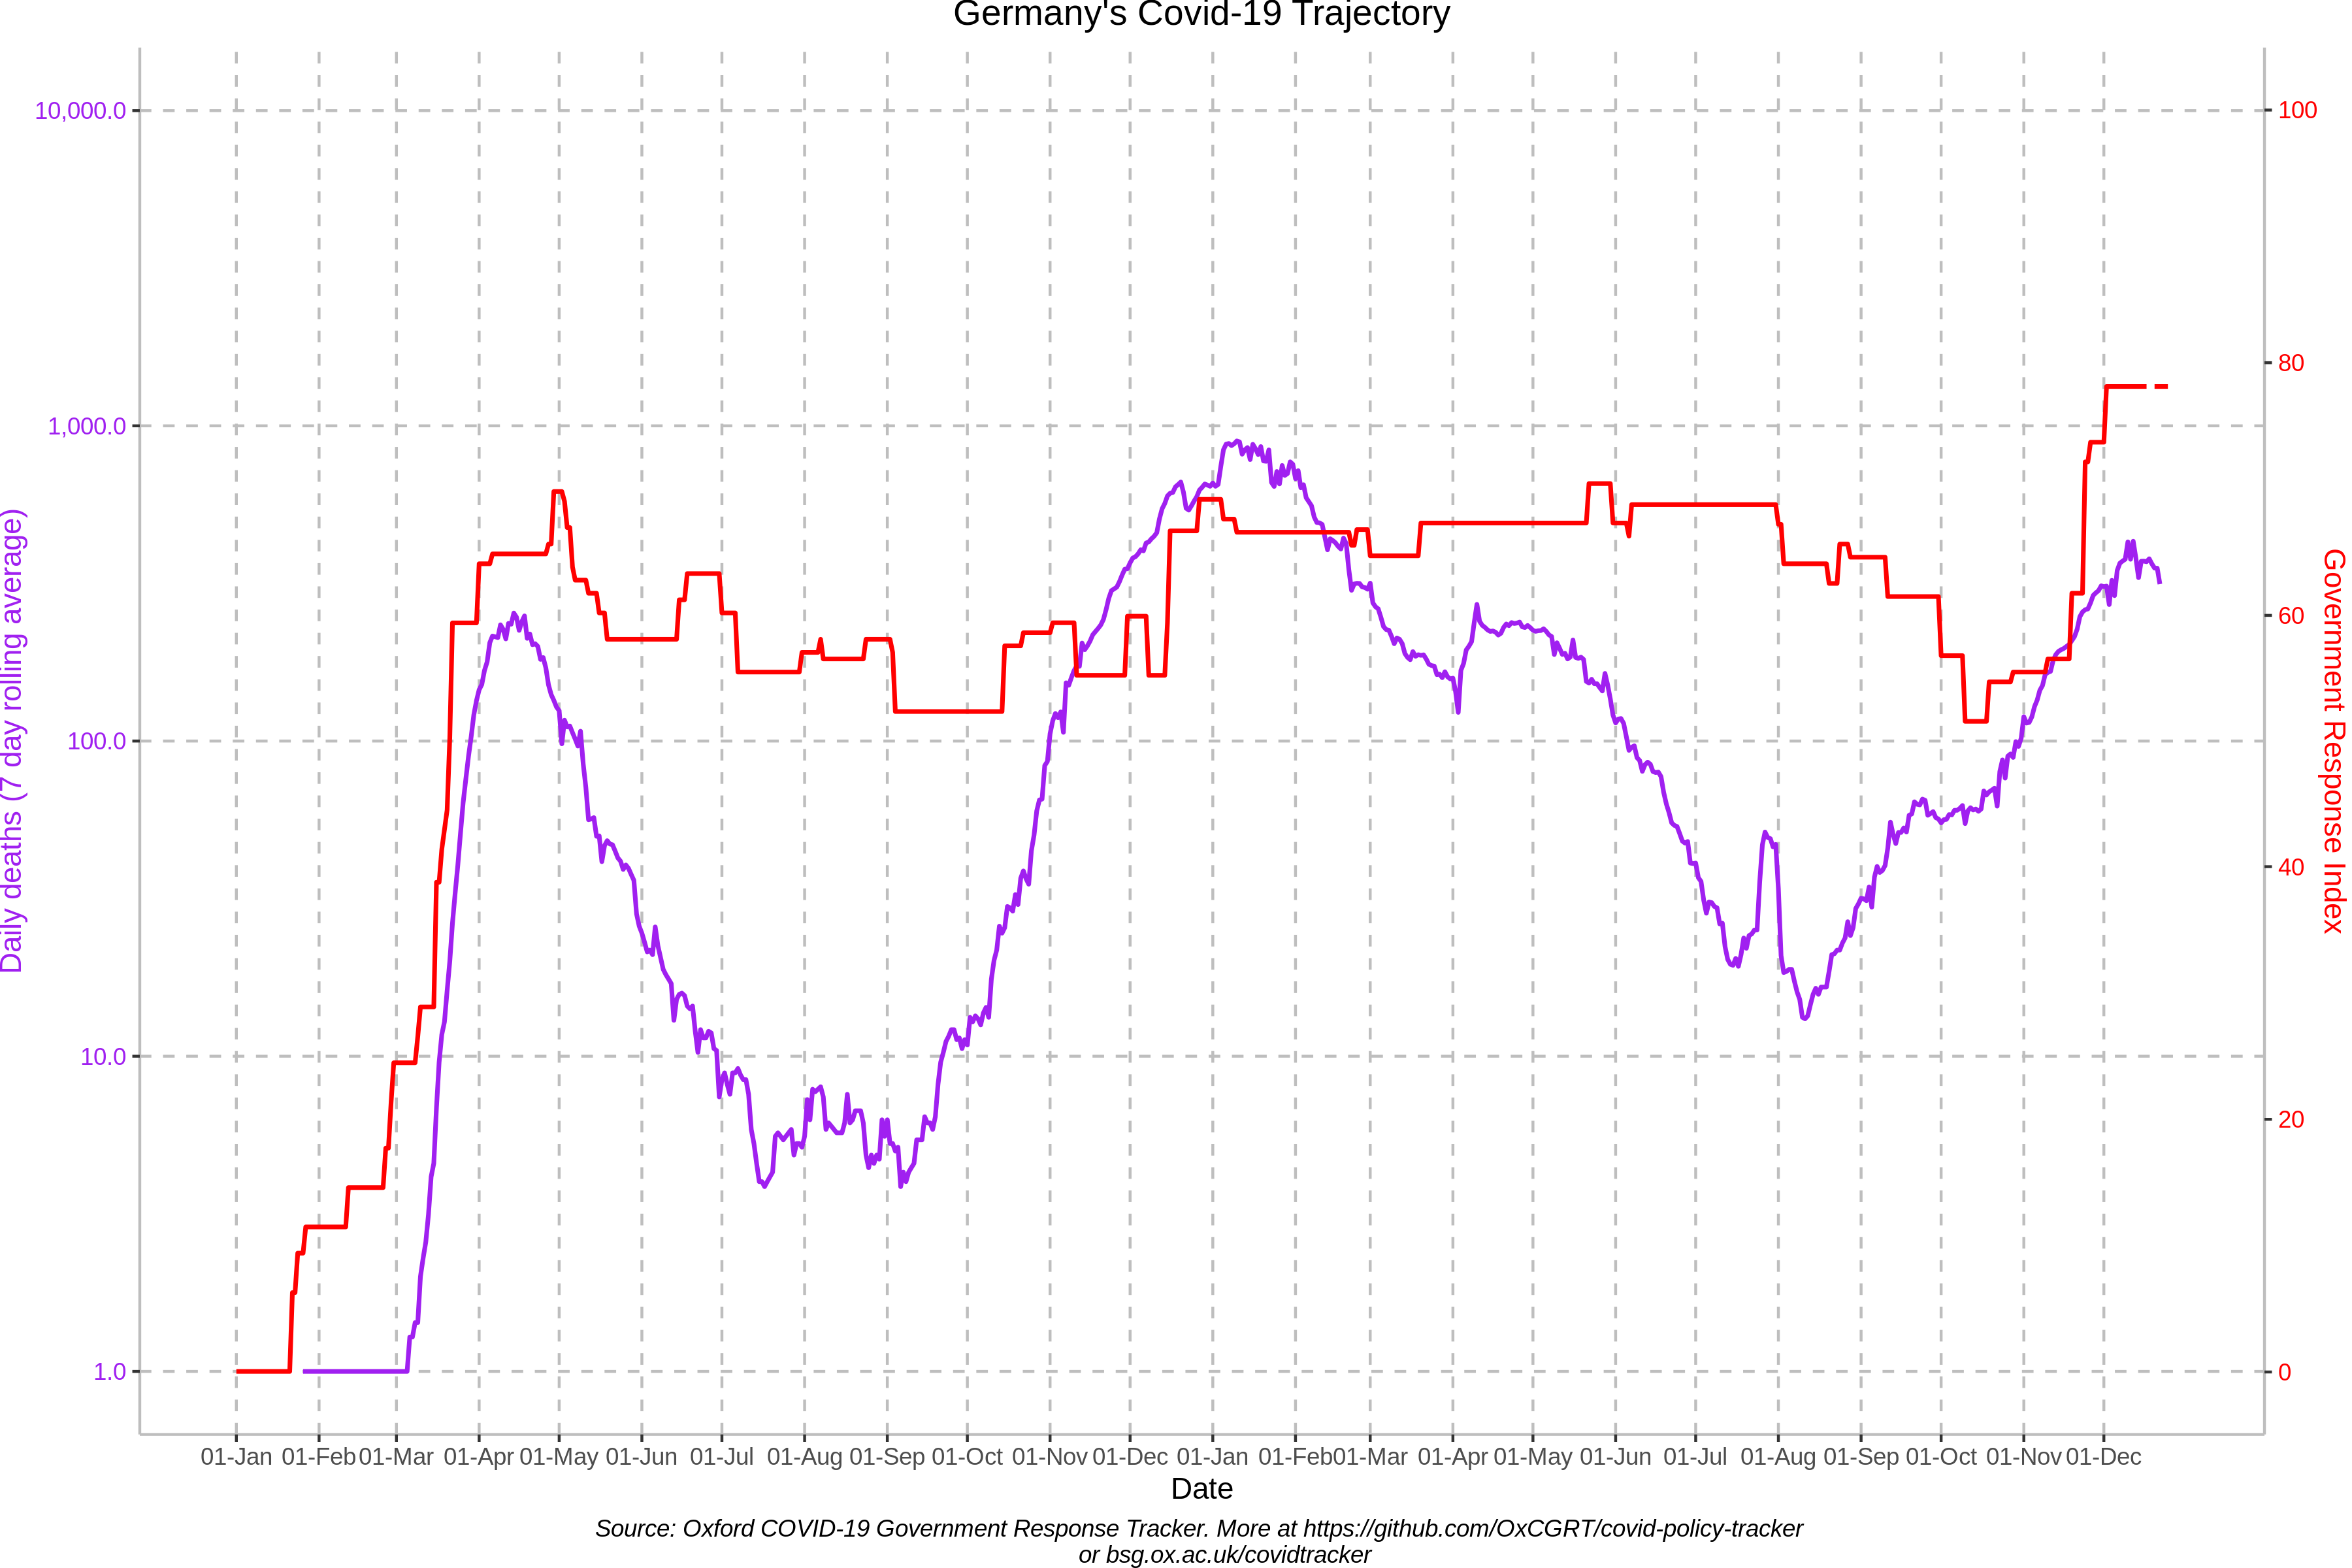 Germany's Covid-19 Trajectory
10,000.0
1,000.0
100.0
10.0
1.0
Daily deaths (7 day rolling average)
100
80
60
40
20
0
Government Response Index
01-Jan 01-Feb 01-Mar 01-Apr 01-May 01-Jun 01-Jul 01-Aug 01-Sep 01-Oct 01-Nov 01-Dec 01-Jan 01-Feb 01-Mar 01-Apr 01-May 01-Jun 01-Jul 01-Aug 01-Sep 01-Oct 01-Nov 01-Dec
Date
Source: Oxford COVID-19 Government Response Tracker. More at https://github.com/OxCGRT/covid-policy-tracker
or bsg.ox.ac.uk/covidtracker